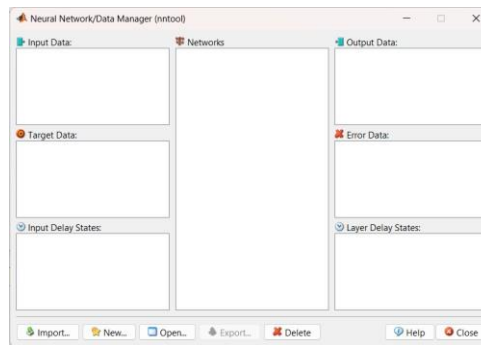 Neural Network/Data Manager (nntool)
Input Data:
Networks
Output Data:
Target Data:
Error Data:
Input Delay States:
Layer Delay States:
Import... New... Open... Export... Delete Help Close